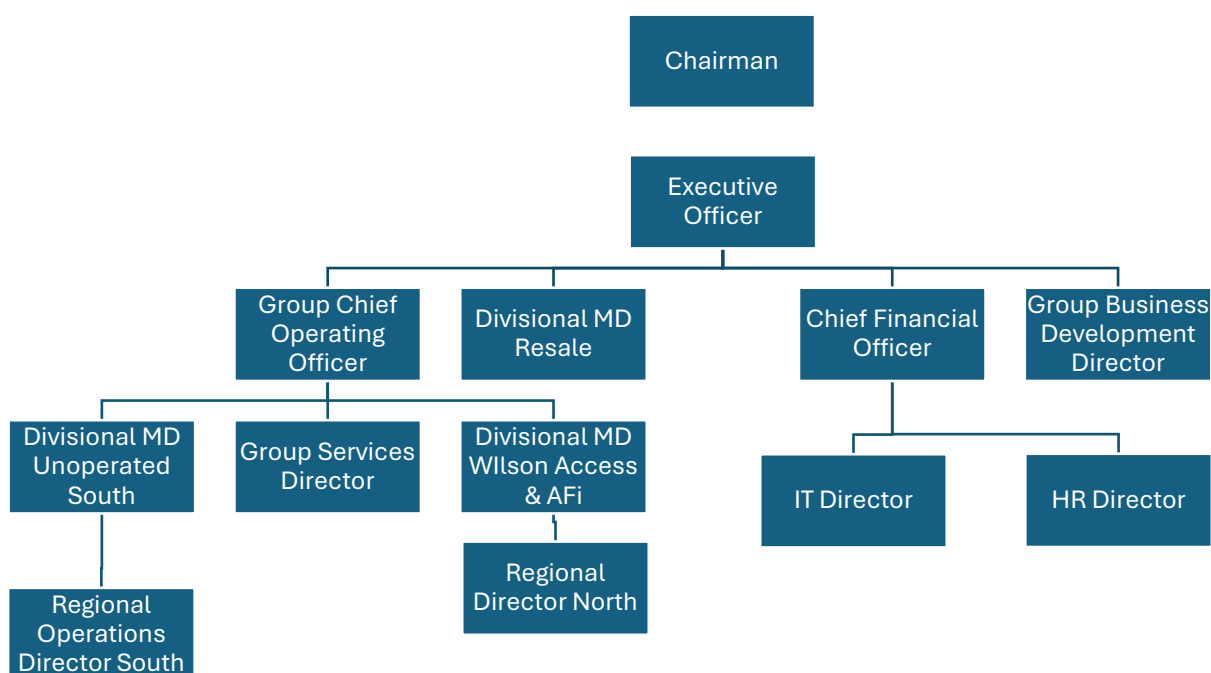 Chairman
Executive
Officer
Group Chief
Operating
Officer
Divisional MD
Resale
Chief Financial
Officer
Group Business
Development
Director
Divisional MD
Unoperated
South
Group Services
Director
Divisional MD
WIlson Access
& AFi
IT Director
HR Director
Regional
Director North
Regional
Operations
Director South